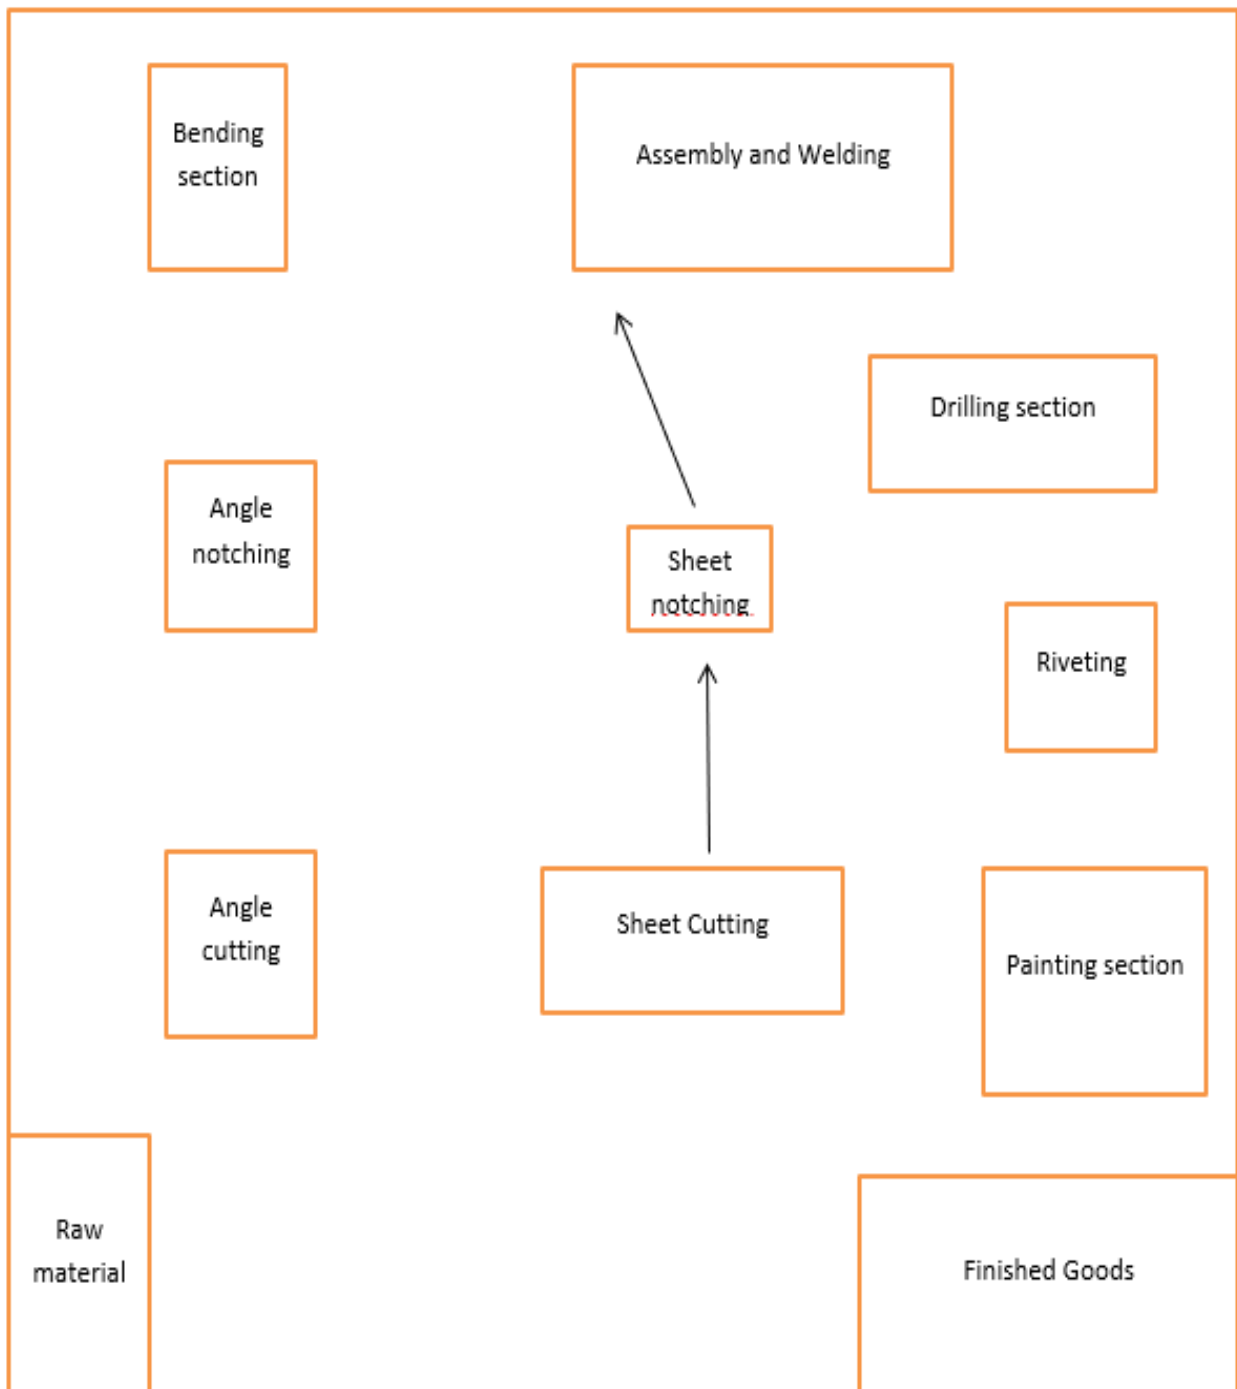 Bending
section
Assembly and Welding
Drilling section
Angle
notching
Sheet
notching
Riveting
Angle
cutting
Sheet Cutting
Painting section
Raw
material
Finished Goods